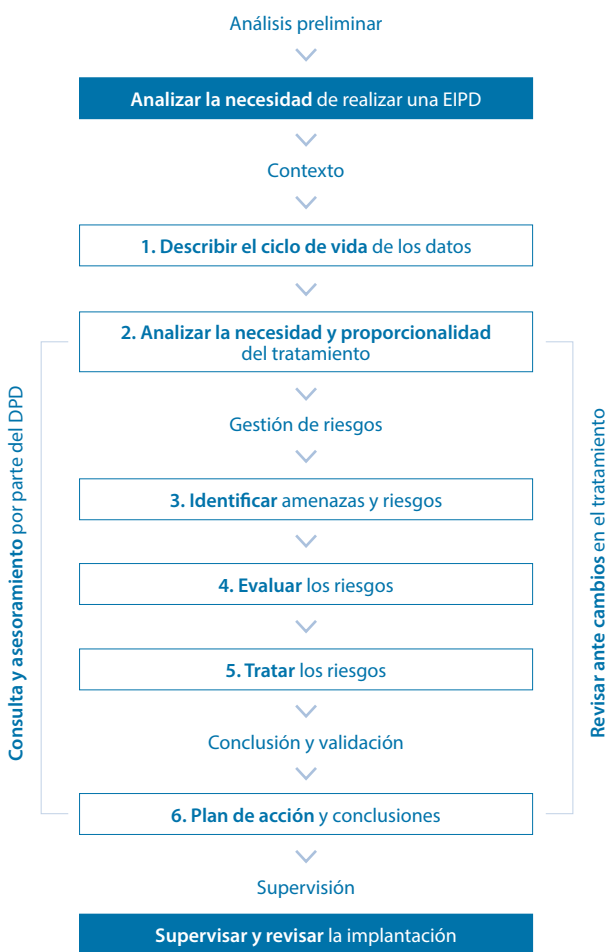 Análisis preliminar
Analizar la necesidad de realizar una EIPD
Contexto
1. Describir el ciclo de vida de los datos
2. Analizar la necesidad y proporcionalidad
del tratamiento
Gestión de riesgos
3. Identificar amenazas y riesgos
4. Evaluar los riesgos
5. Tratar los riesgos
Conclusión y validación
6. Plan de acción y conclusiones
Supervisión
Supervisar y revisar la implantación
Consulta y asesoramiento por parte del DPD
Revisar ante cambios en el tratamiento